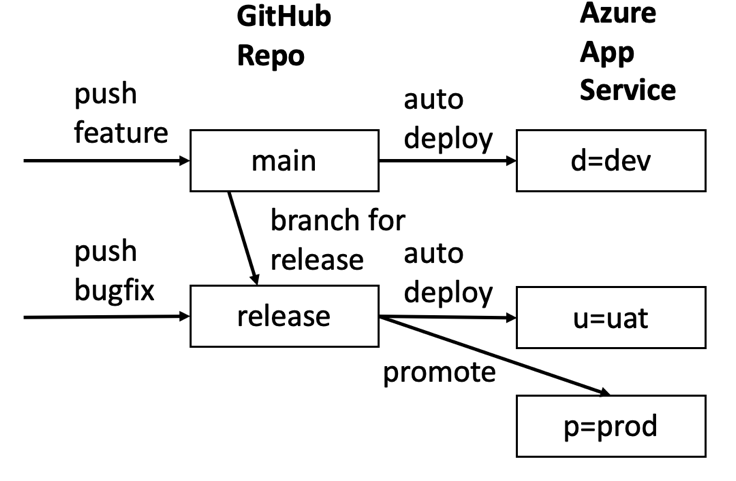 GitHub
Repo
Azure
App
Service
push
feature
main
auto
deploy
d=dev
branch for
release
push
bugfix
release
auto
deploy
u=uat
promote
p=prod